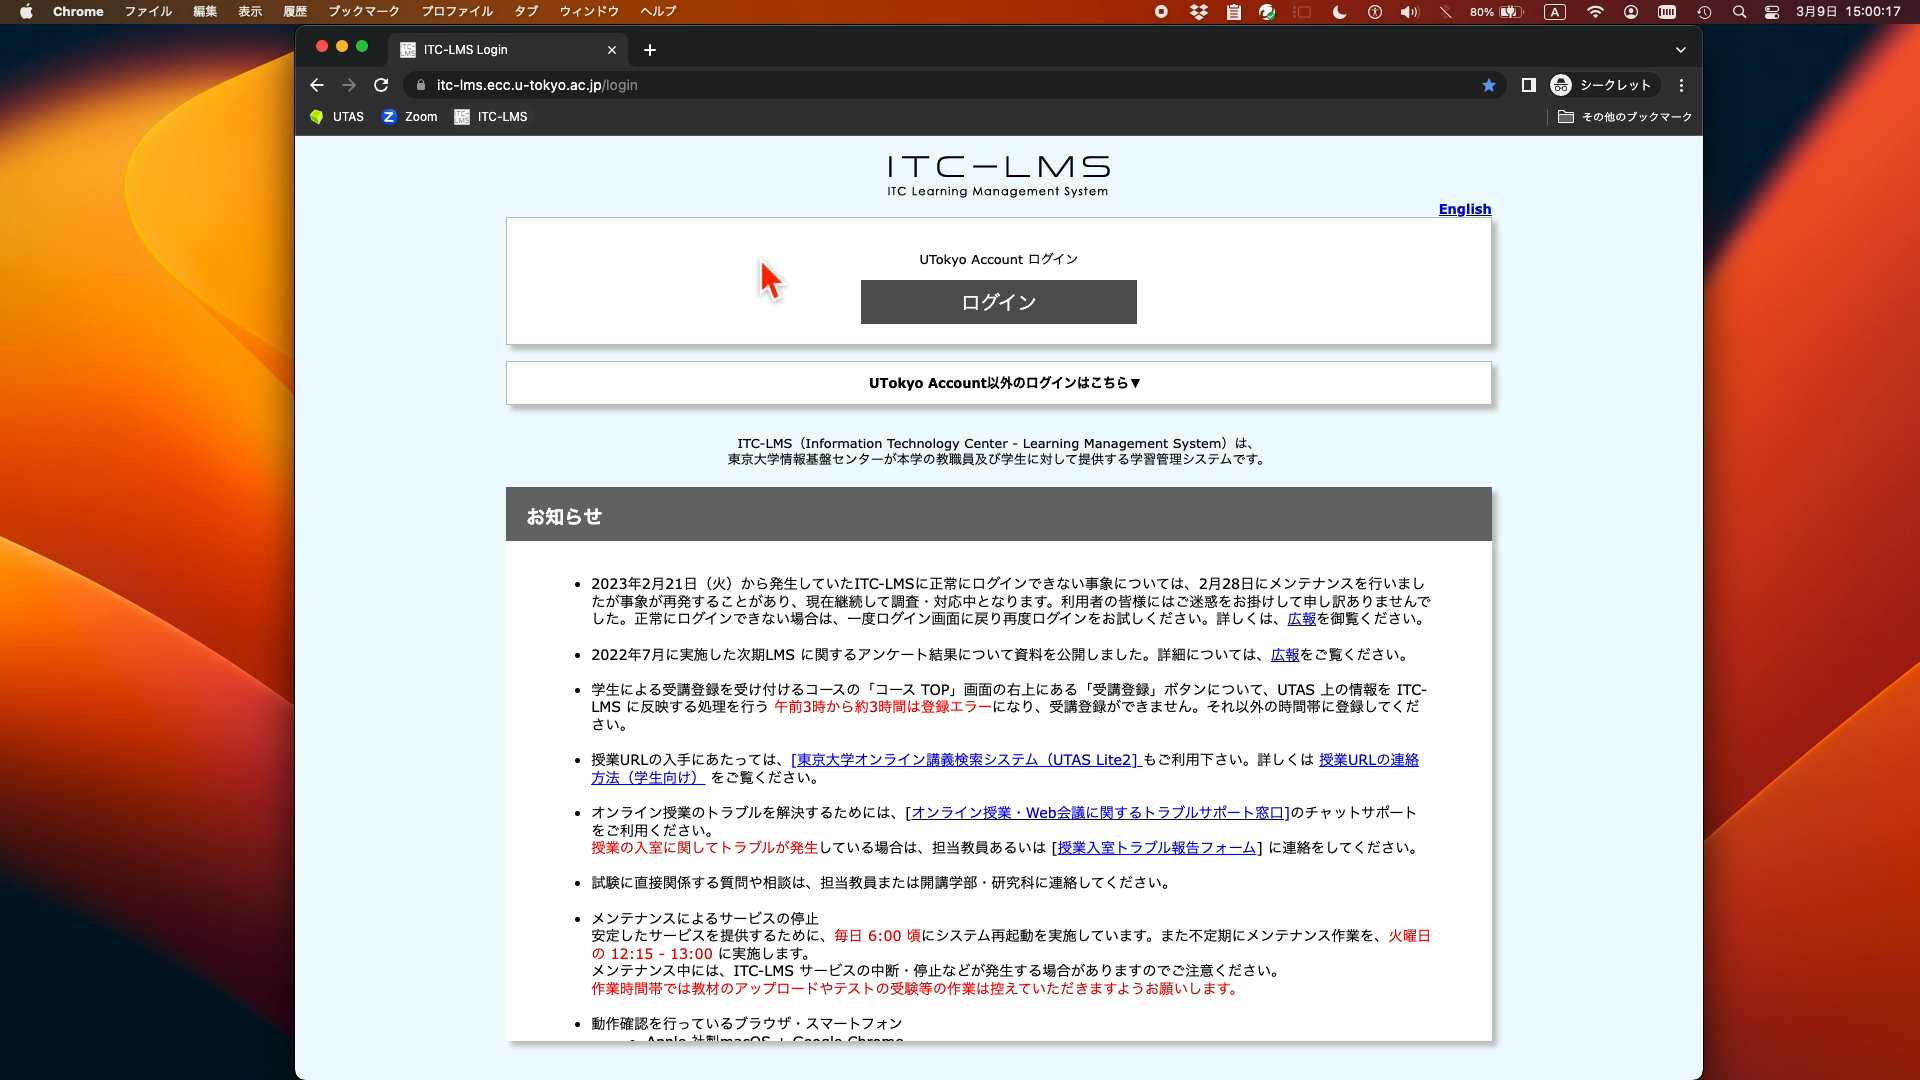 Chrome ファイル 編集 表示 履歴 ブックマーク プロファイル タブ ウィンドウ ヘルプ 80% A 3月9日 15:00:17
ITC-LMS Login
itc-lms.ecc.u-tokyo.ac.jp/login シークレット
UTAS Zoom ITC-LMS その他のブックマーク
ITC-LMS
ITC Learning Management System
English
UTokyo Account ログイン
ログイン
UTokyo Account以外のログインはこちら▼
ITC-LMS（Information Technology Center - Learning Management System）は、
東京大学情報基盤センターが本学の教職員及び学生に対して提供する学習管理システムです。
お知らせ
• 2023年2月21日（火）から発生していたITC-LMSに正常にログインできない事象については、2月28日にメンテナンスを行いまし
たが事象が再発することがあり、現在継続して調査・対応中となります。利用者の皆様にはご迷惑をお掛けして申し訳ありませんで
した。正常にログインできない場合は、一度ログイン画面に戻り再度ログインをお試しください。詳しくは、広報を御覧ください。
• 2022年7月に実施した次期LMS に関するアンケート結果について資料を公開しました。詳細については、広報をご覧ください。
• 学生による受講登録を受け付けるコースの「コース TOP」画面の右上にある「受講登録」ボタンについて、UTAS 上の情報を ITC-
LMS に反映する処理を行う 午前3時から約3時間は登録エラーになり、受講登録ができません。それ以外の時間帯に登録してくだ
さい。
• 授業URLの入手にあたっては、[東京大学オンライン講義検索システム（UTAS Lite2] もご利用下さい。詳しくは 授業URLの連絡
方法（学生向け） をご覧ください。
• オンライン授業のトラブルを解決するためには、[オンライン授業・Web会議に関するトラブルサポート窓口]のチャットサポート
をご利用ください。
授業の入室に関してトラブルが発生している場合は、担当教員あるいは [授業入室トラブル報告フォーム] に連絡をしてください。
• 試験に直接関係する質問や相談は、担当教員または開講学部・研究科に連絡してください。
• メンテナンスによるサービスの停止
安定したサービスを提供するために、毎日 6:00 頃にシステム再起動を実施しています。また不定期にメンテナンス作業を、火曜日
の 12:15 - 13:00 に実施します。
メンテナンス中には、ITC-LMS サービスの中断・停止などが発生する場合がありますのでご注意ください。
作業時間帯では教材のアップロードやテストの受験等の作業は控えていただきますようお願いします。
• 動作確認を行っているブラウザ・スマートフォン
• Apple 社製macOS + Google Chrome